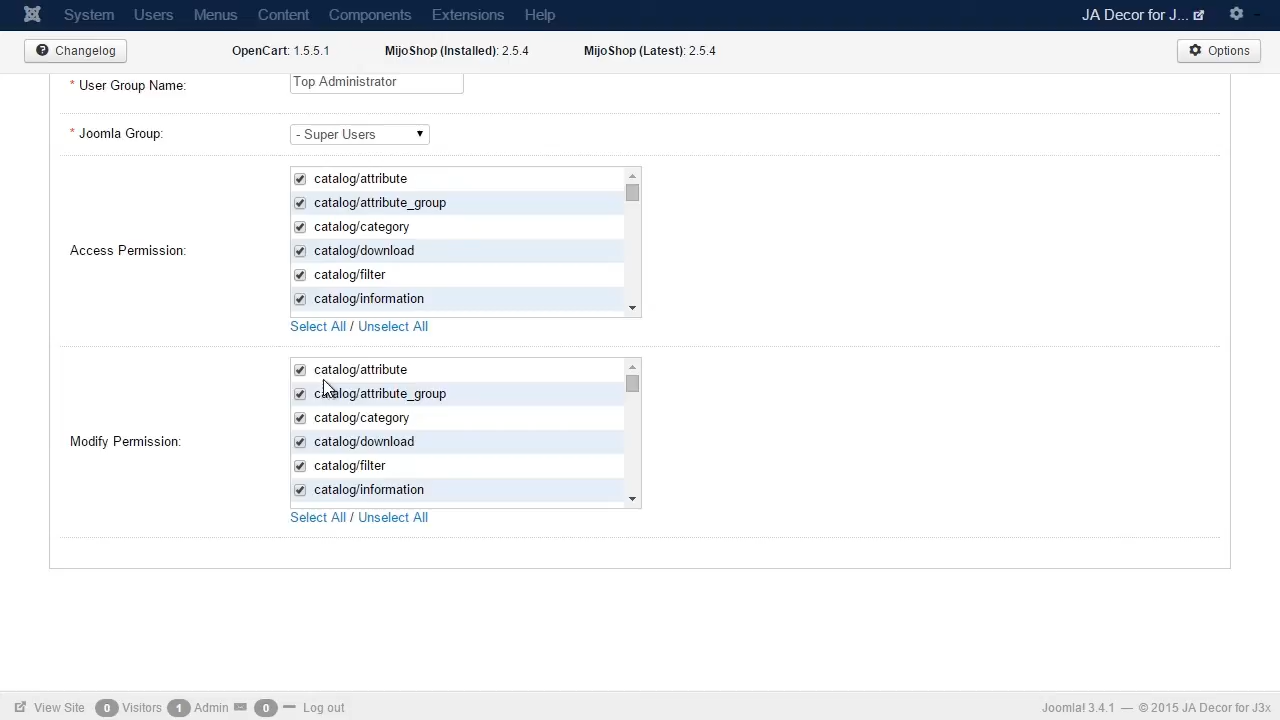 System Users Menus Content Components Extensions Help JA Decor for J...
Changelog OpenCart: 1.5.5.1 MijoShop (Installed): 2.5.4 MijoShop (Latest): 2.5.4 Options
* User Group Name: Top Administrator
* Joomla Group: - Super Users
Access Permission:
catalog/attribute
catalog/attribute_group
catalog/category
catalog/download
catalog/filter
catalog/information
Select All / Unselect All
Modify Permission:
catalog/attribute
catalog/attribute_group
catalog/category
catalog/download
catalog/filter
catalog/information
Select All / Unselect All
View Site 0 Visitors 1 Admin 0 Log out Joomla! 3.4.1 — © 2015 JA Decor for J3x